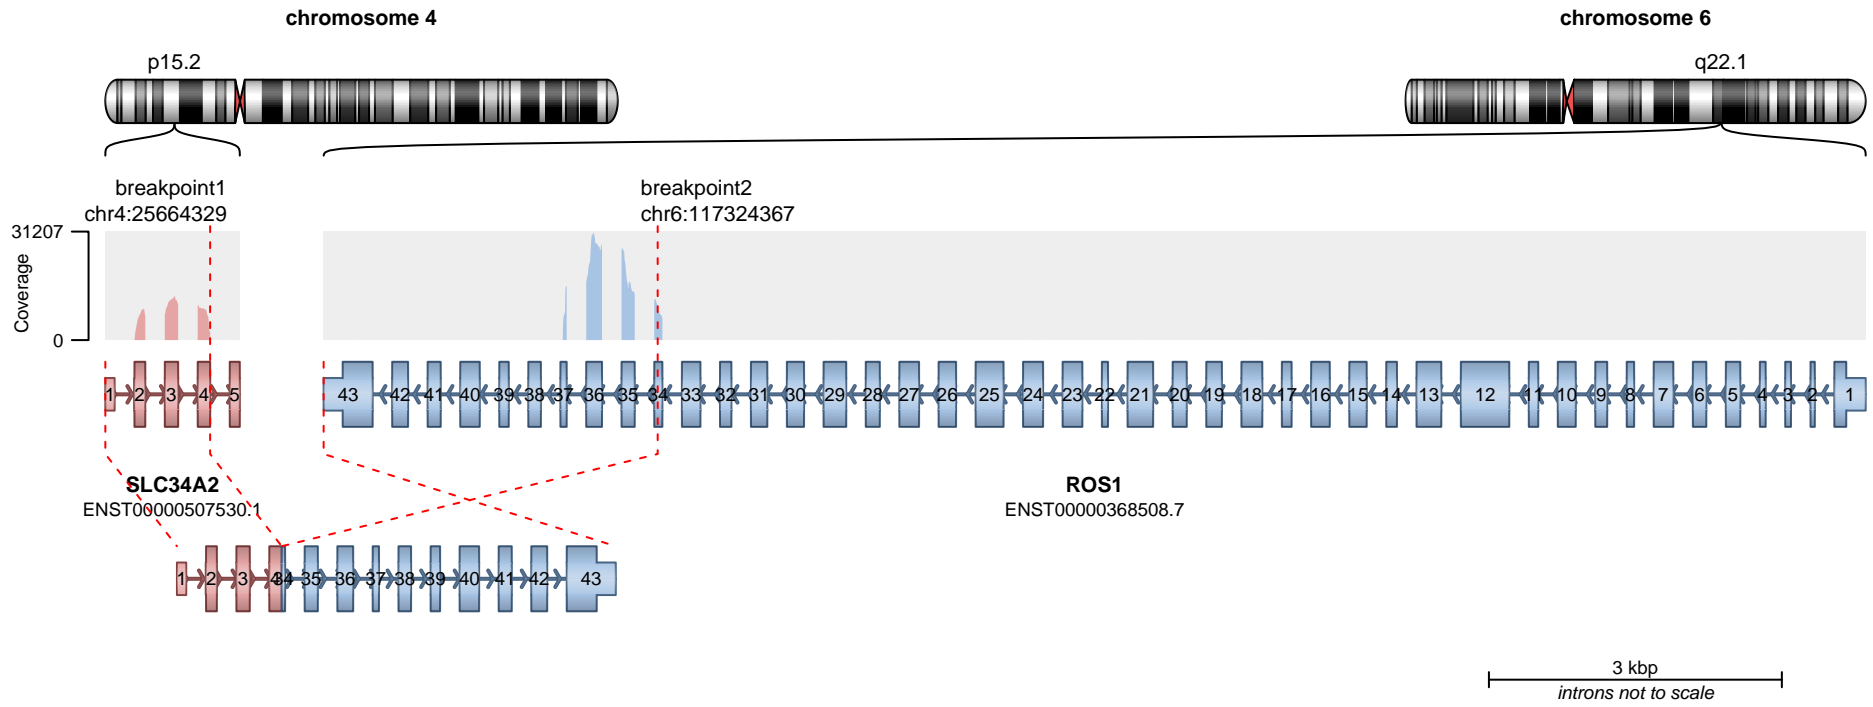 chromosome 4
chromosome 6
p15.2
q22.1
breakpoint1
chr4:25664329
breakpoint2
chr6:117324367
31207
Coverage
0
1 2 3 4 5
43 42 41 40 39 38 37 36 35 34 33 32 31 30 29 28 27 26 25 24 23 22 21 20 19 18 17 16 15 14 13 12 11 10 9 8 7 6 5 4 3 2 1
SLC34A2
ENST00000507530.1
ROS1
ENST00000368508.7
1 2 3 4 34 35 36 37 38 39 40 41 42 43
3 kbp
introns not to scale